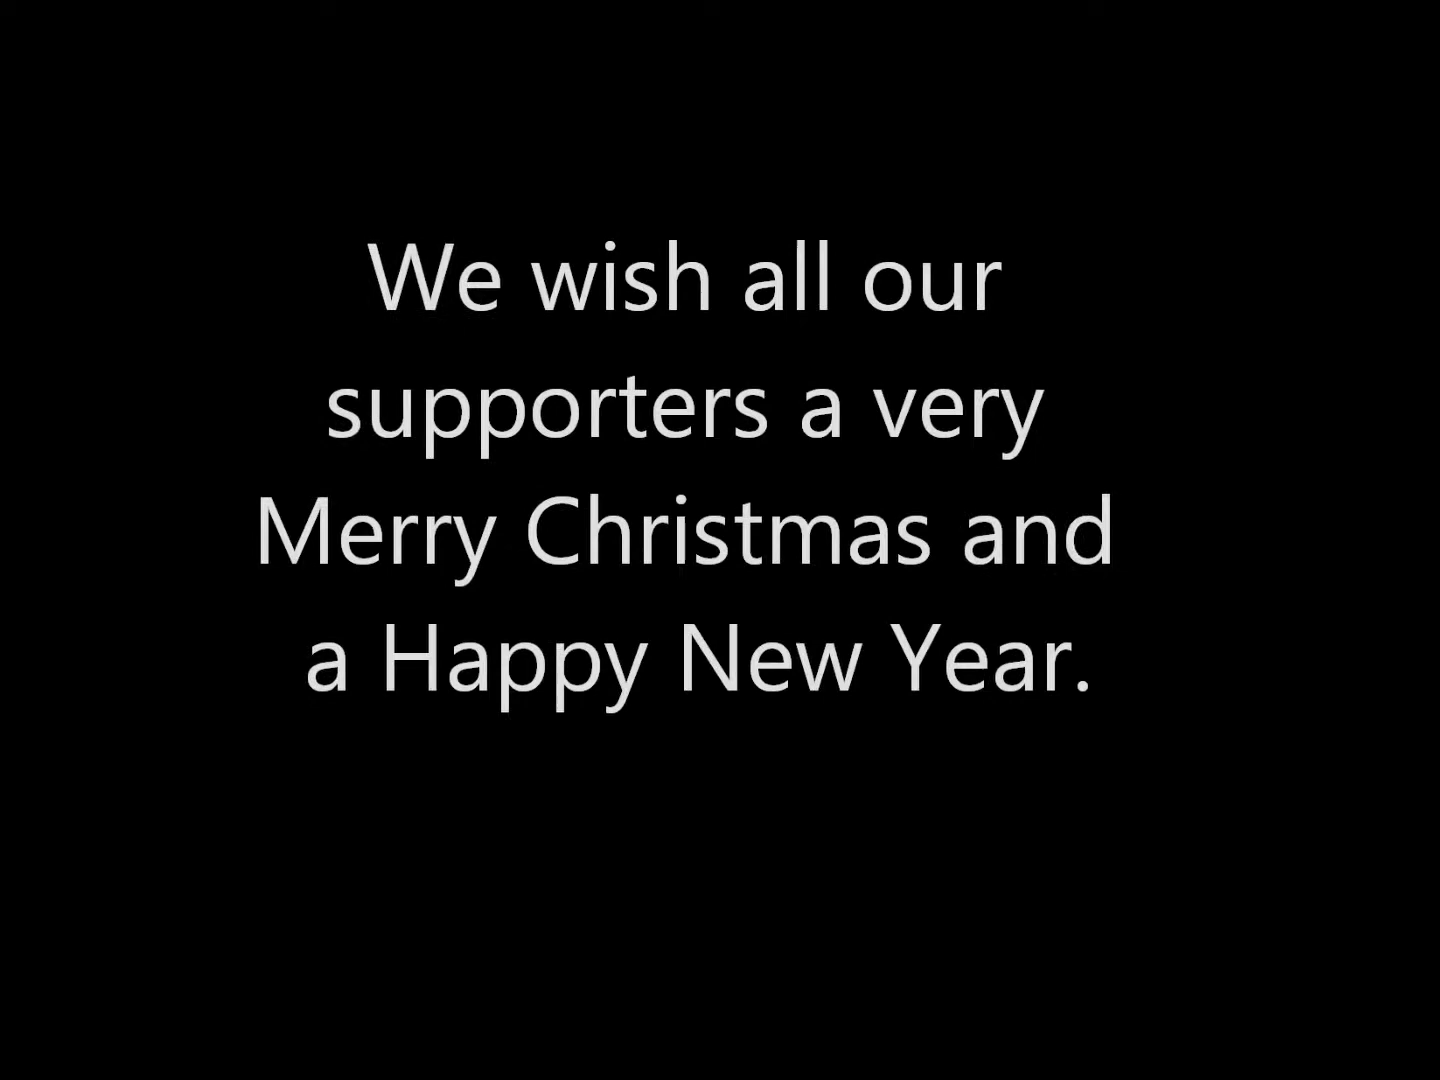 We wish all our
supporters a very
Merry Christmas and
a Happy New Year.